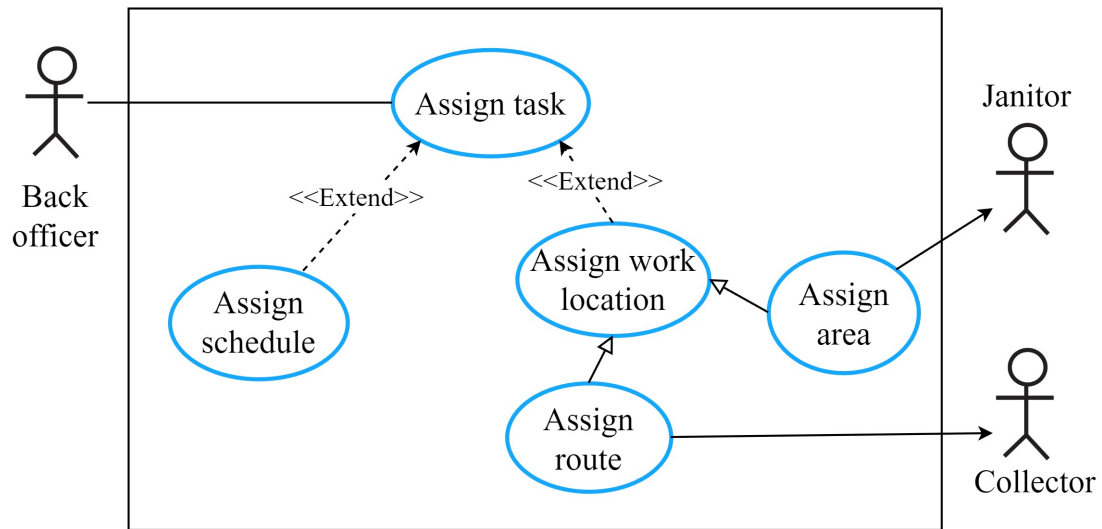 Assign task
Janitor
Back
officer
<<Extend>>
<<Extend>>
Assign work
location
Assign
schedule
Assign
area
Assign
route
Collector